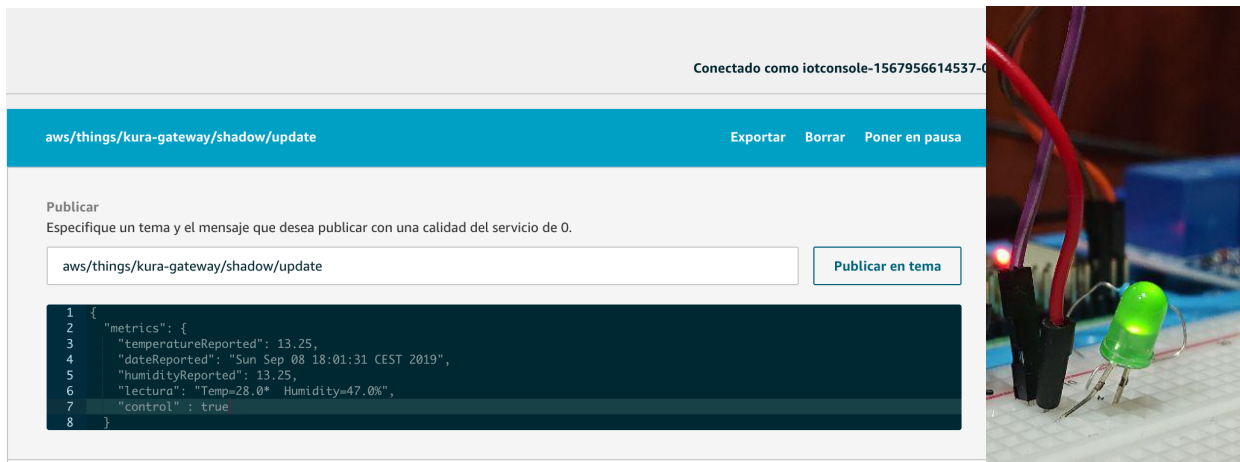 Conectado como iotconsole-1567956614537-
aws/things/kura-gateway/shadow/update
Exportar Borrar Poner en pausa
Publicar
Especifique un tema y el mensaje que desea publicar con una calidad del servicio de 0.
aws/things/kura-gateway/shadow/update
Publicar en tema
1 {
2 "metrics": {
3 "temperatureReported": 13.25,
4 "dateReported": "Sun Sep 08 18:01:31 CEST 2019",
5 "humidityReported": 13.25,
6 "lectura": "Temp=28.0*  Humidity=47.0%",
7 "control" : true
8 }